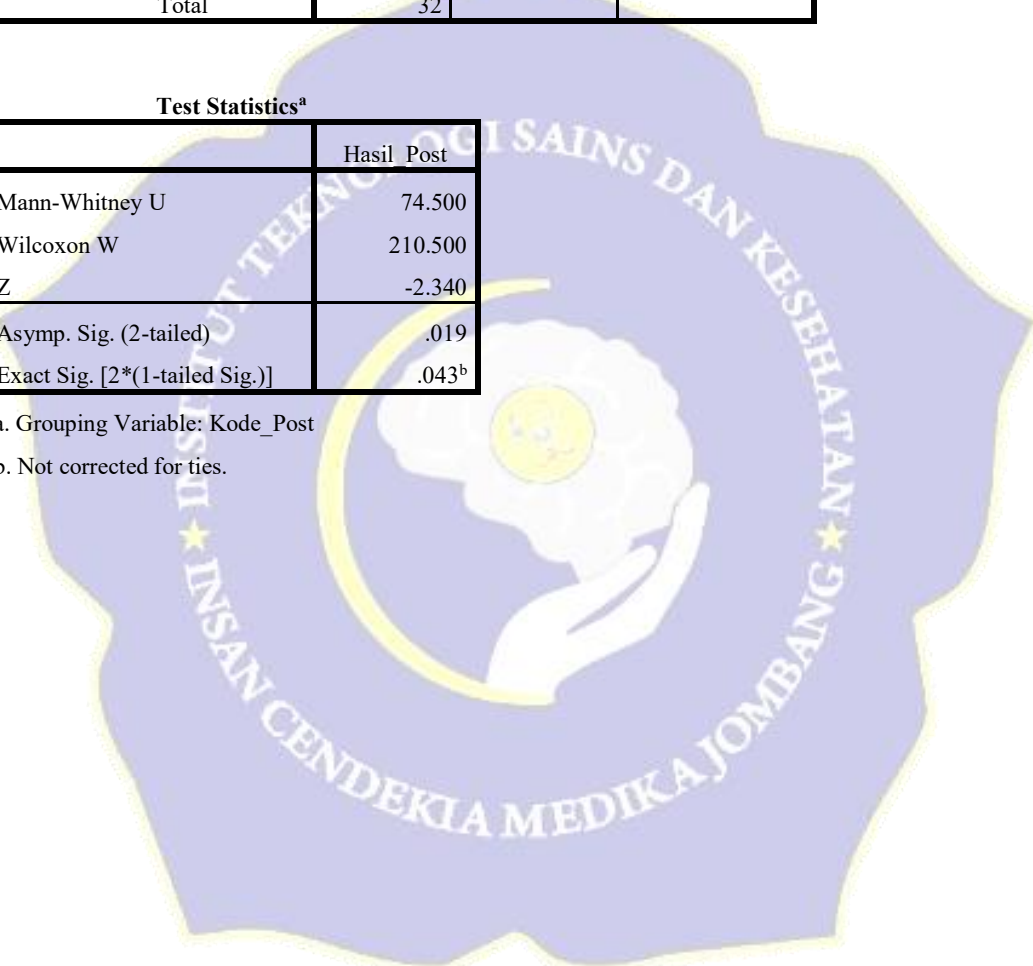 Total 32
Test Statisticsᵃ
Hasil_Post
Mann-Whitney U 74.500
Wilcoxon W 210.500
Z -2.340
Asymp. Sig. (2-tailed) .019
Exact Sig. [2*(1-tailed Sig.)] .043ᵇ
a. Grouping Variable: Kode_Post
b. Not corrected for ties.
INSTITUT TEKNOLOGI SAINS DAN KESEHATAN
INSAN CENDEKIA MEDIKA JOMBANG